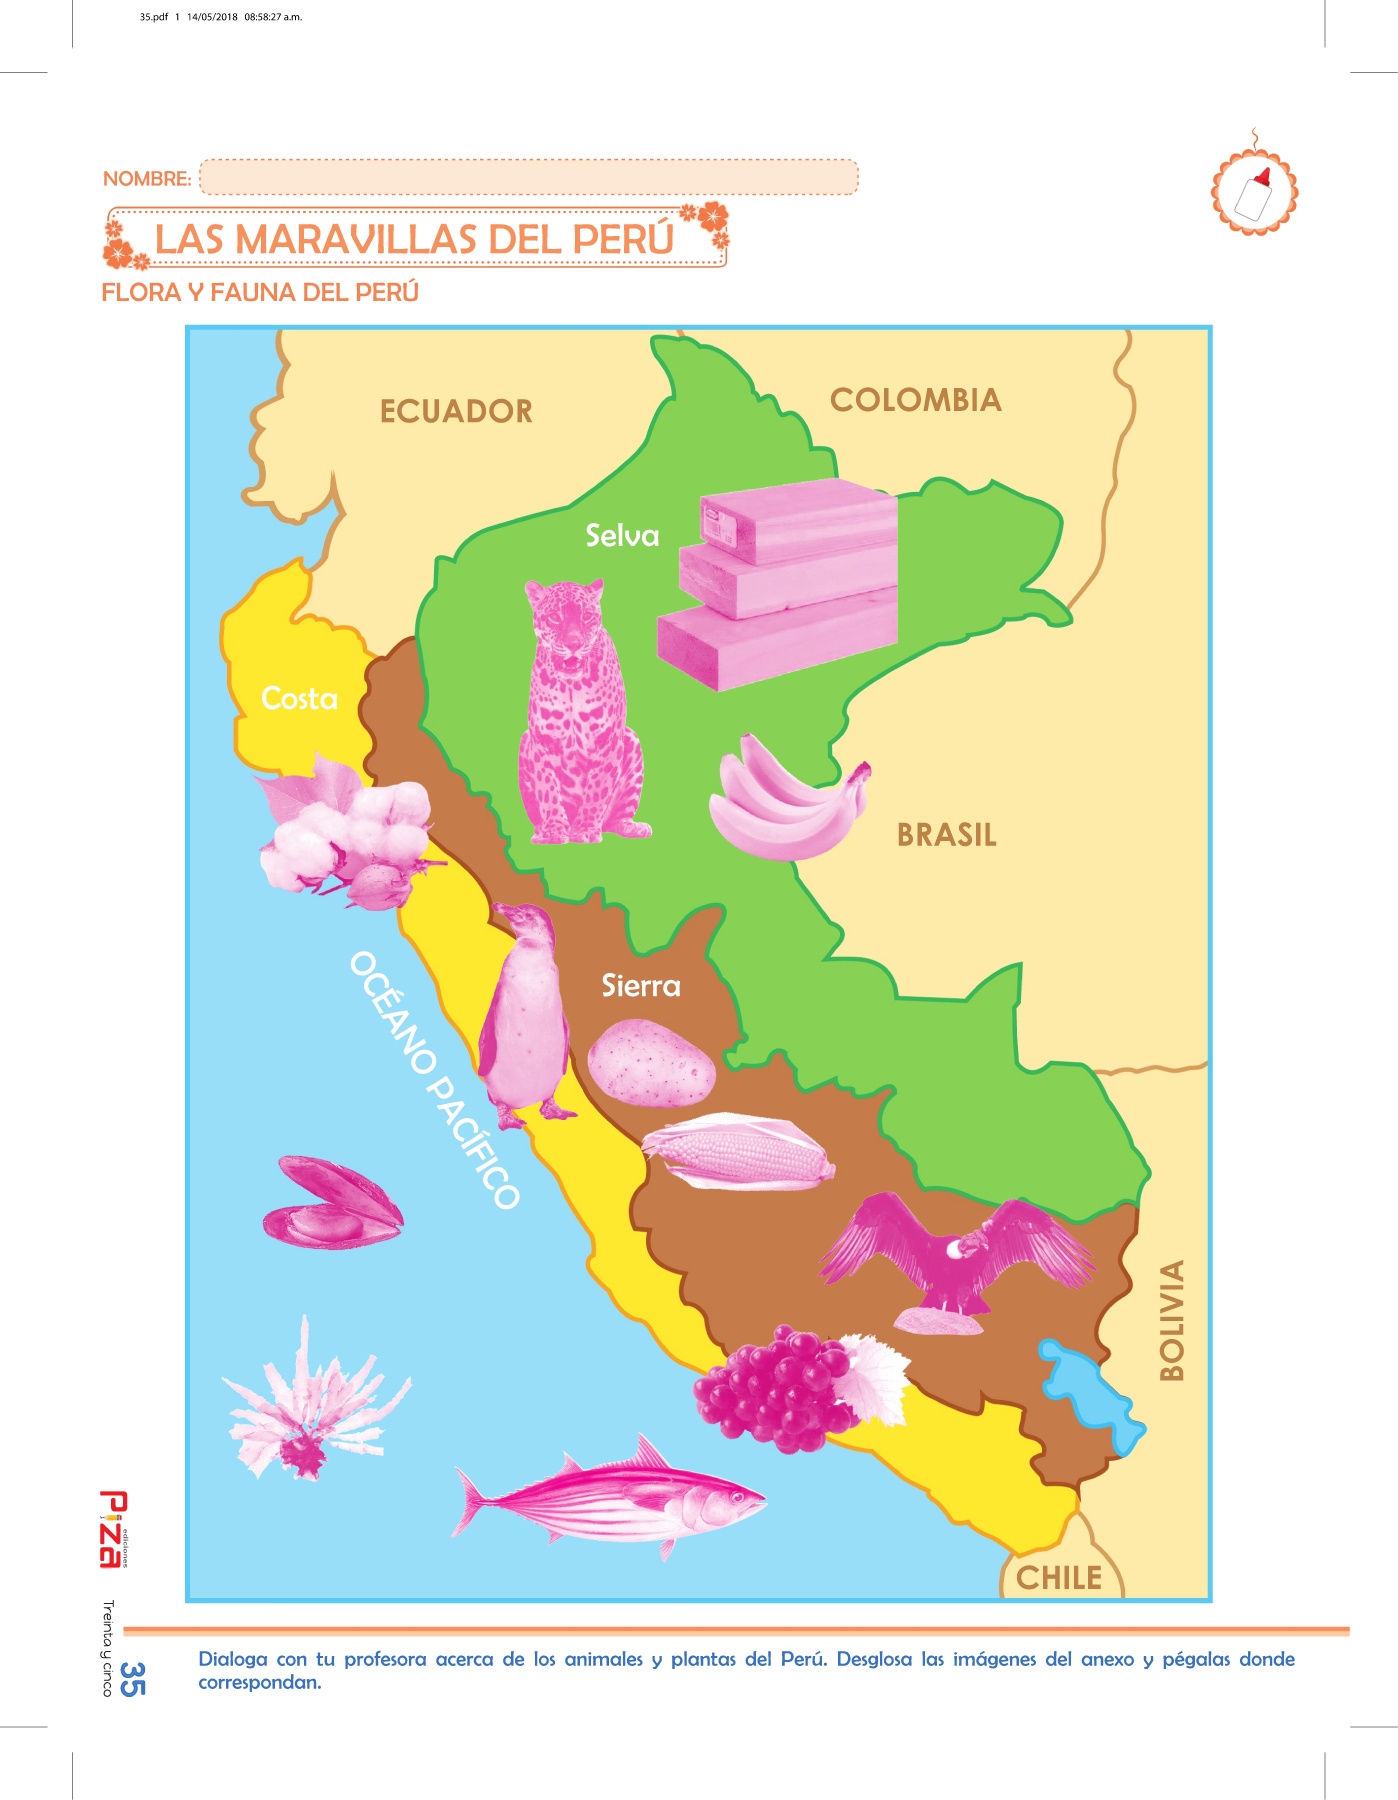 35.pdf 1 14/05/2018 08:58:27 a.m.
NOMBRE:
LAS MARAVILLAS DEL PERÚ
FLORA Y FAUNA DEL PERÚ
ECUADOR
COLOMBIA
Selva
Costa
BRASIL
Sierra
OCÉANO PACÍFICO
BOLIVIA
CHILE
Piza
ediciones
Treinta y cinco
35
Dialoga con tu profesora acerca de los animales y plantas del Perú. Desglosa las imágenes del anexo y pégalas donde
correspondan.